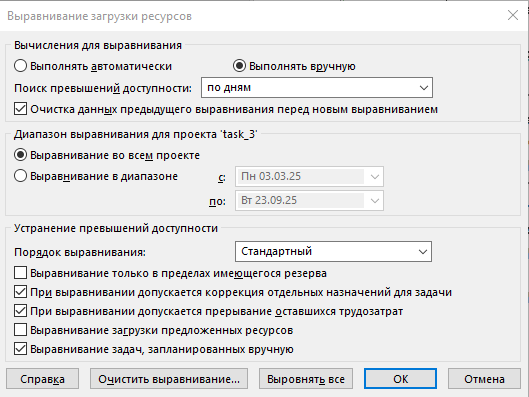 Выравнивание загрузки ресурсов
Вычисления для выравнивания
Выполнять автоматически
Выполнять вручную
Поиск превышений доступности:
по дням
Очистка данных предыдущего выравнивания перед новым выравниванием
Диапазон выравнивания для проекта 'task_3'
Выравнивание во всем проекте
Выравнивание в диапазоне
с:
Пн 03.03.25
по:
Вт 23.09.25
Устранение превышений доступности
Порядок выравнивания:
Стандартный
Выравнивание только в пределах имеющегося резерва
При выравнивании допускается коррекция отдельных назначений для задачи
При выравнивании допускается прерывание оставшихся трудозатрат
Выравнивание загрузки предложенных ресурсов
Выравнивание задач, запланированных вручную
Справка
Очистить выравнивание...
Выровнять все
ОК
Отмена